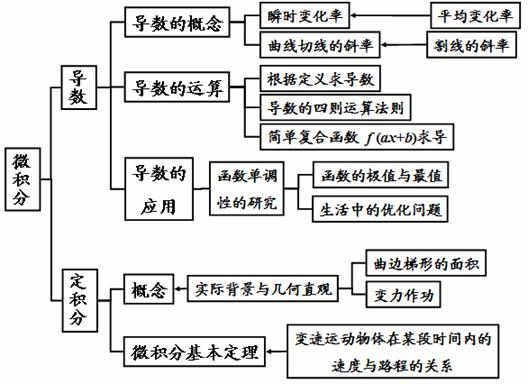 微积分
导数
导数的概念
瞬时变化率
平均变化率
曲线切线的斜率
割线的斜率
导数的运算
根据定义求导数
导数的四则运算法则
简单复合函数 f (ax+b)求导
导数的
应用
函数单调
性的研究
函数的极值与最值
生活中的优化问题
定积分
概念
实际背景与几何直观
曲边梯形的面积
变力作功
微积分基本定理
变速运动物体在某段时间内的
速度与路程的关系